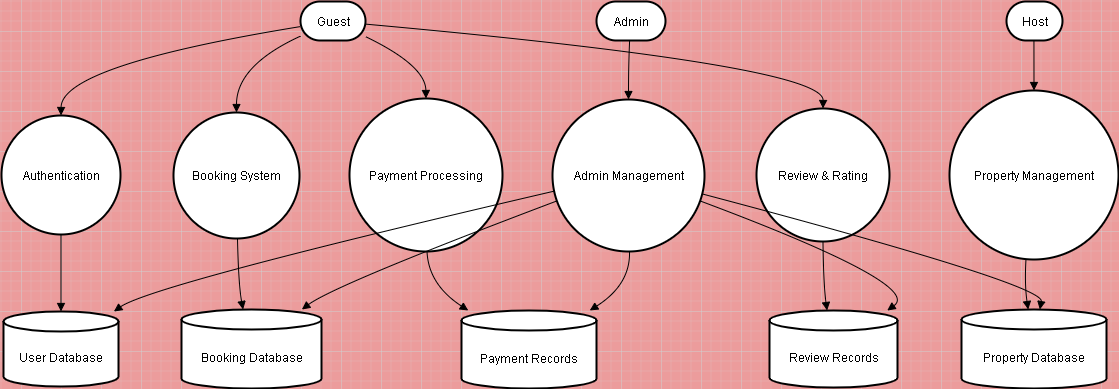 Guest
Admin
Host
Authentication
Booking System
Payment Processing
Admin Management
Review & Rating
Property Management
User Database
Booking Database
Payment Records
Review Records
Property Database